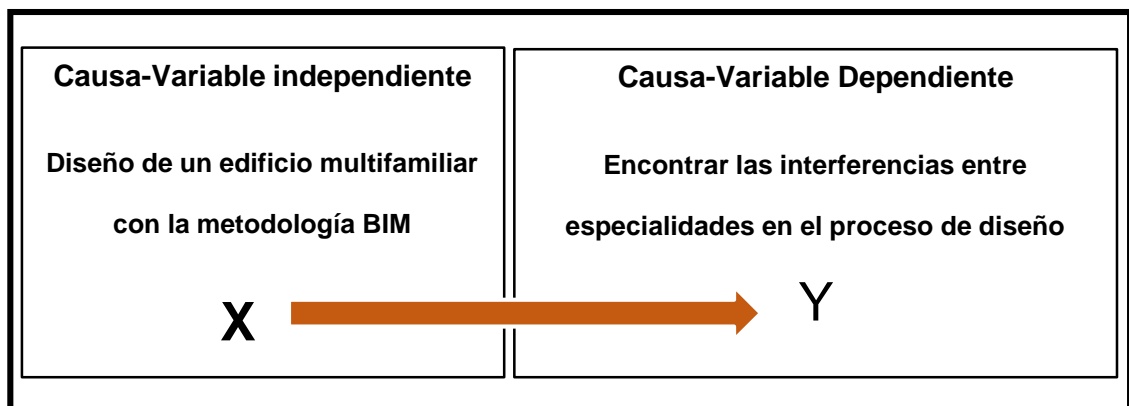 Causa-Variable independiente
Diseño de un edificio multifamiliar
con la metodología BIM
X
Causa-Variable Dependiente
Encontrar las interferencias entre
especialidades en el proceso de diseño
Y